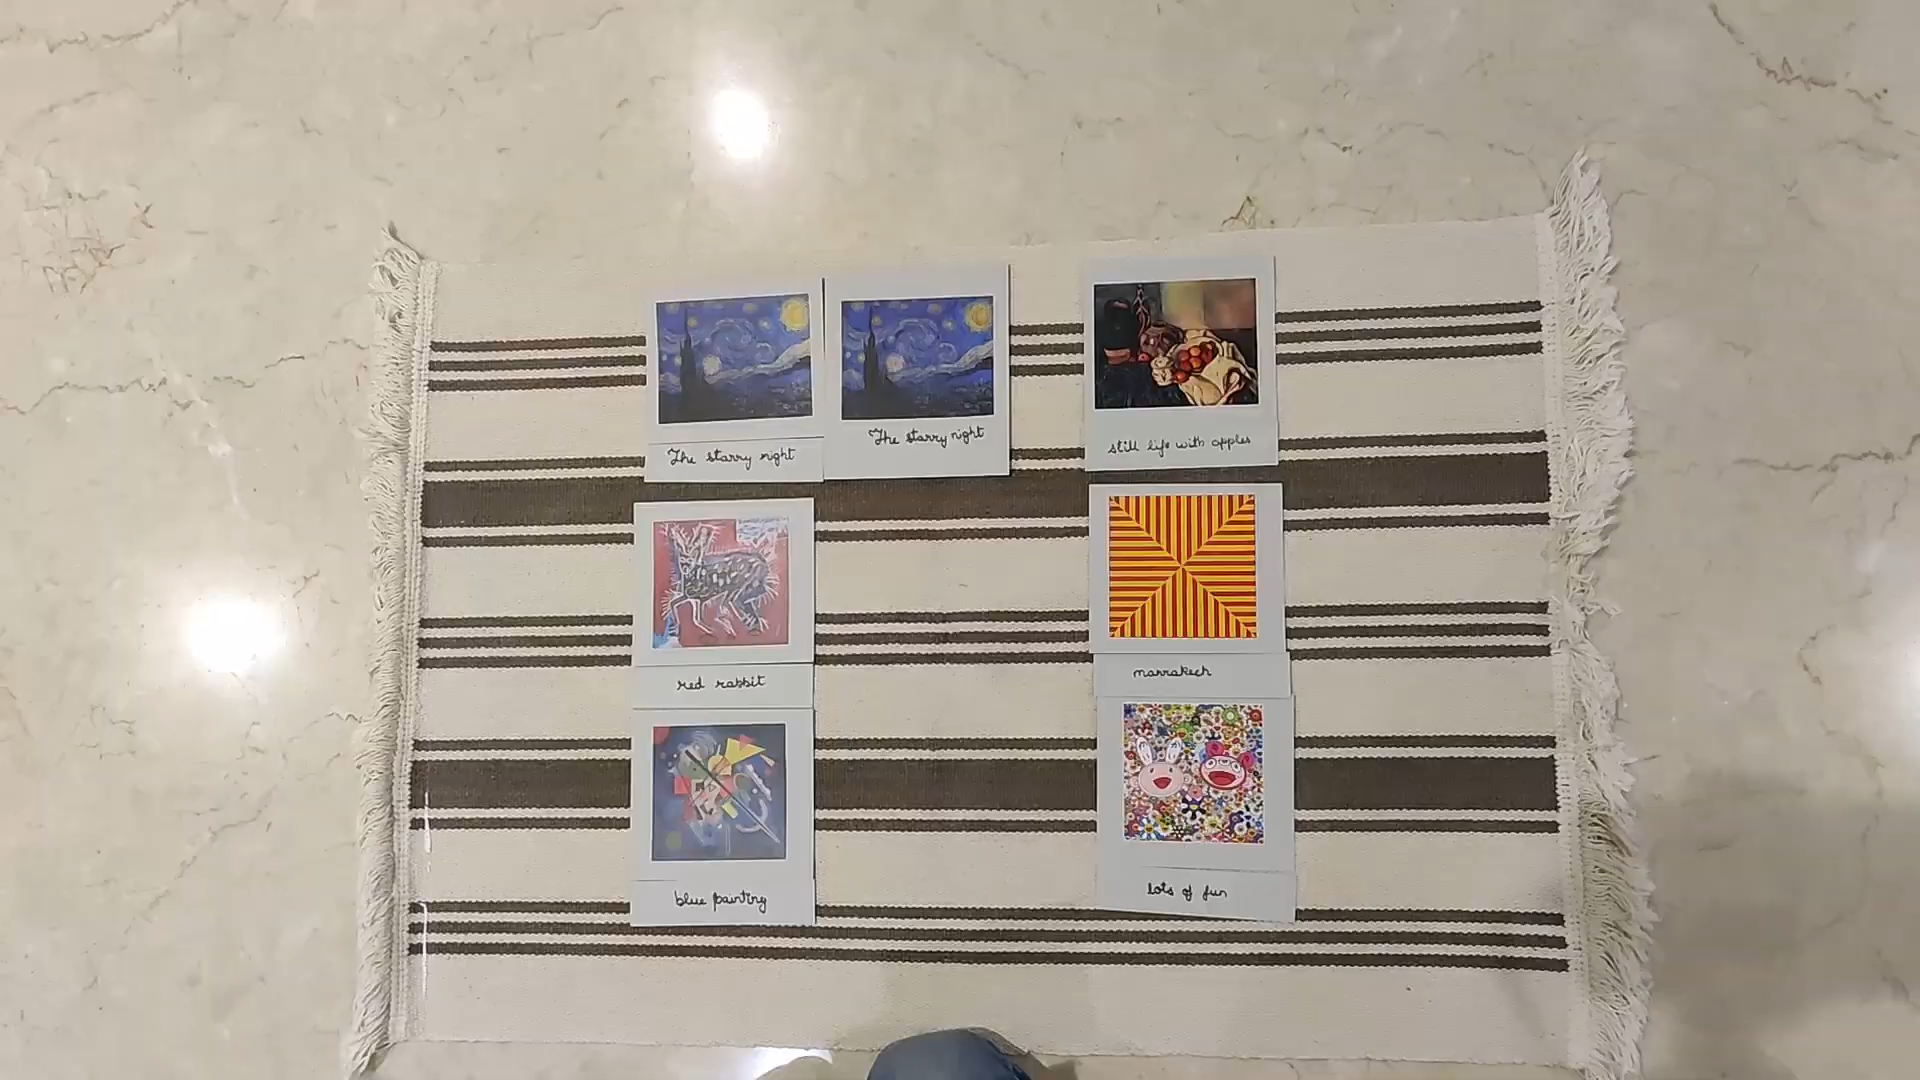 The starry night
The starry night
still life with apples
red rabbit
marrakech
blue painting
lots of fun